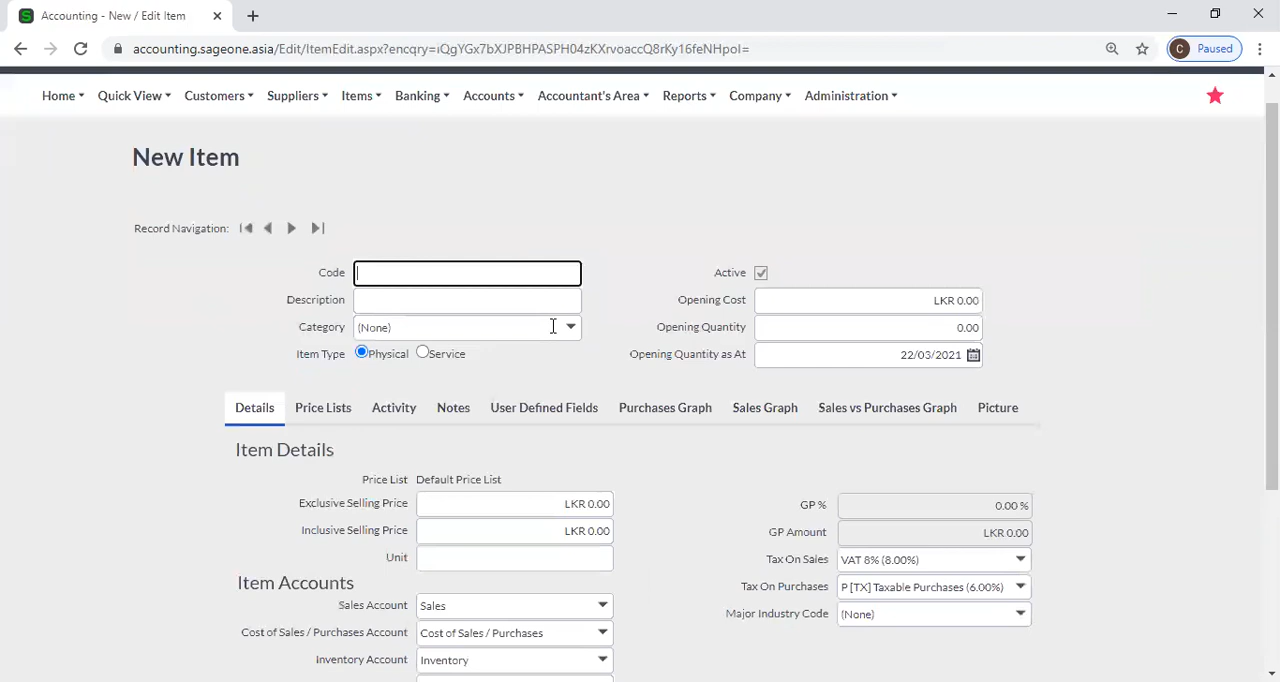 Accounting - New / Edit Item
accounting.sageone.asia/Edit/ItemEdit.aspx?encqry=iQgYGx7bXJPBHPASPH04zKXrvoaccQ8rKy16feNHpoI=
C Paused
Home Quick View Customers Suppliers Items Banking Accounts Accountant's Area Reports Company Administration
New Item
Record Navigation:
Code
Active
Description
Opening Cost LKR 0.00
Category (None)
Opening Quantity 0.00
Item Type Physical Service
Opening Quantity as At 22/03/2021
Details Price Lists Activity Notes User Defined Fields Purchases Graph Sales Graph Sales vs Purchases Graph Picture
Item Details
Price List Default Price List
Exclusive Selling Price LKR 0.00
GP % 0.00 %
Inclusive Selling Price LKR 0.00
GP Amount LKR 0.00
Unit
Tax On Sales VAT 8% (8.00%)
Item Accounts
Tax On Purchases P [TX] Taxable Purchases (6.00%)
Sales Account Sales
Major Industry Code (None)
Cost of Sales / Purchases Account Cost of Sales / Purchases
Inventory Account Inventory